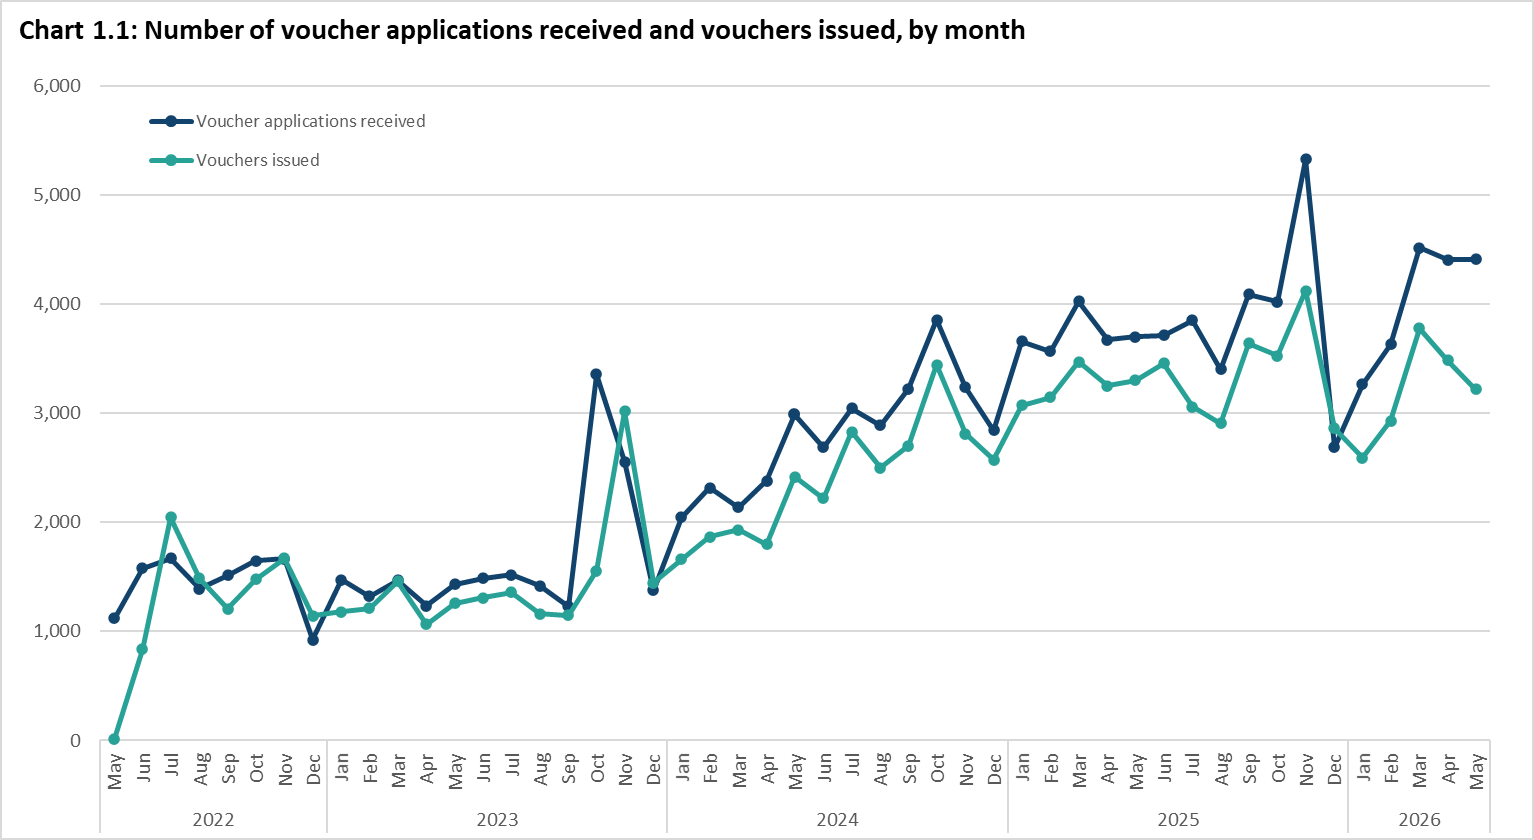 Chart 1.1: Number of voucher applications received and vouchers issued, by month
6,000
Voucher applications received
Vouchers issued
5,000
4,000
3,000
2,000
1,000
0
May Jun Jul Aug Sep Oct Nov Dec Jan Feb Mar Apr May Jun Jul Aug Sep Oct Nov Dec Jan Feb Mar Apr May Jun Jul Aug Sep Oct Nov Dec Jan Feb Mar Apr May Jun Jul Aug Sep Oct Nov Dec Jan Feb Mar Apr May
2022 2023 2024 2025 2026